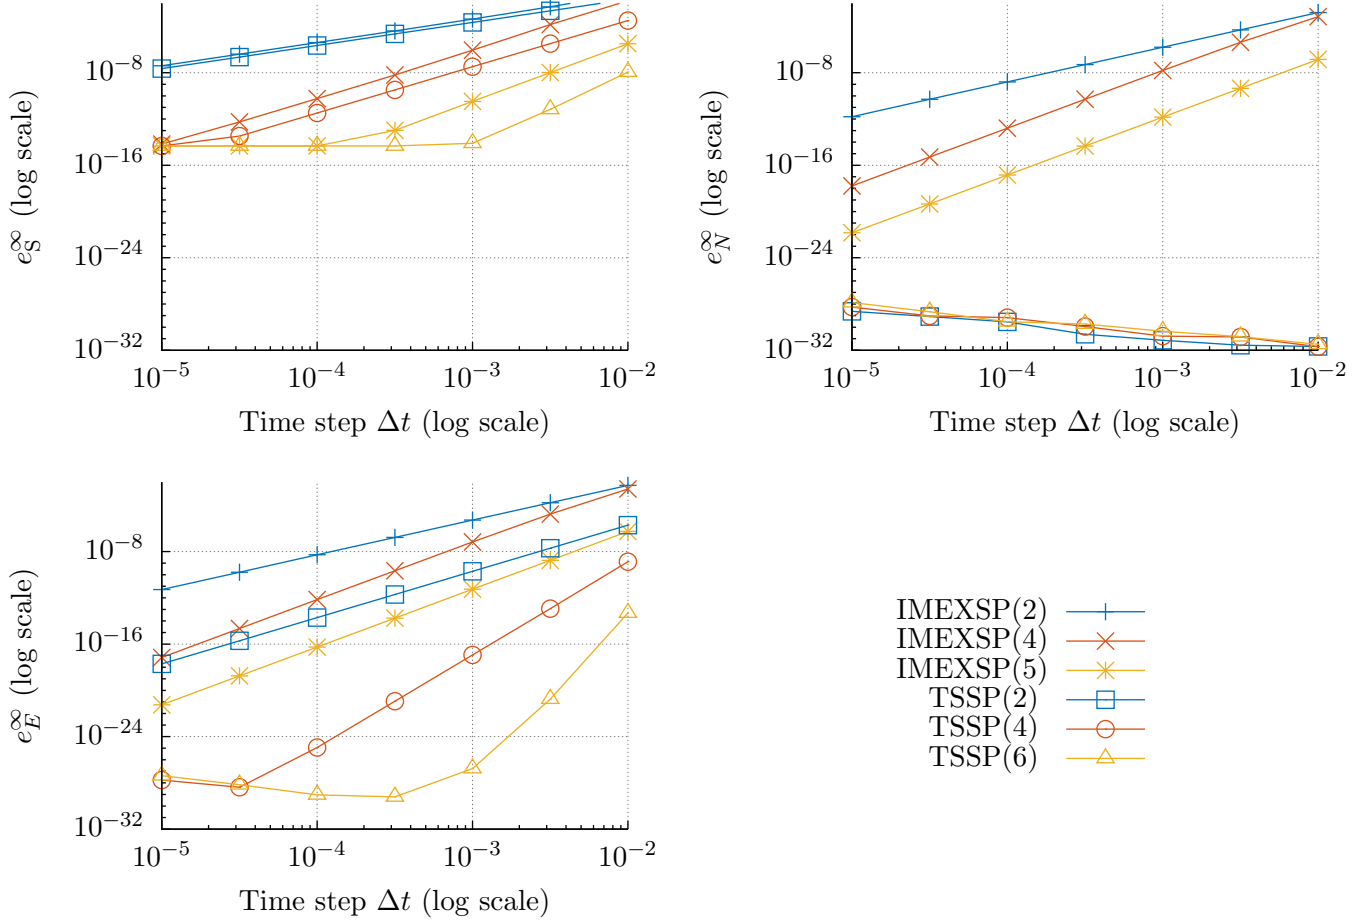 10⁻⁸
10⁻¹⁶
10⁻²⁴
10⁻³²
10⁻⁵ 10⁻⁴ 10⁻³ 10⁻²
e_S^∞ (log scale)
Time step Δt (log scale)
10⁻⁸
10⁻¹⁶
10⁻²⁴
10⁻³²
10⁻⁵ 10⁻⁴ 10⁻³ 10⁻²
e_N^∞ (log scale)
Time step Δt (log scale)
10⁻⁸
10⁻¹⁶
10⁻²⁴
10⁻³²
10⁻⁵ 10⁻⁴ 10⁻³ 10⁻²
e_E^∞ (log scale)
Time step Δt (log scale)
IMEXSP(2)
IMEXSP(4)
IMEXSP(5)
TSSP(2)
TSSP(4)
TSSP(6)